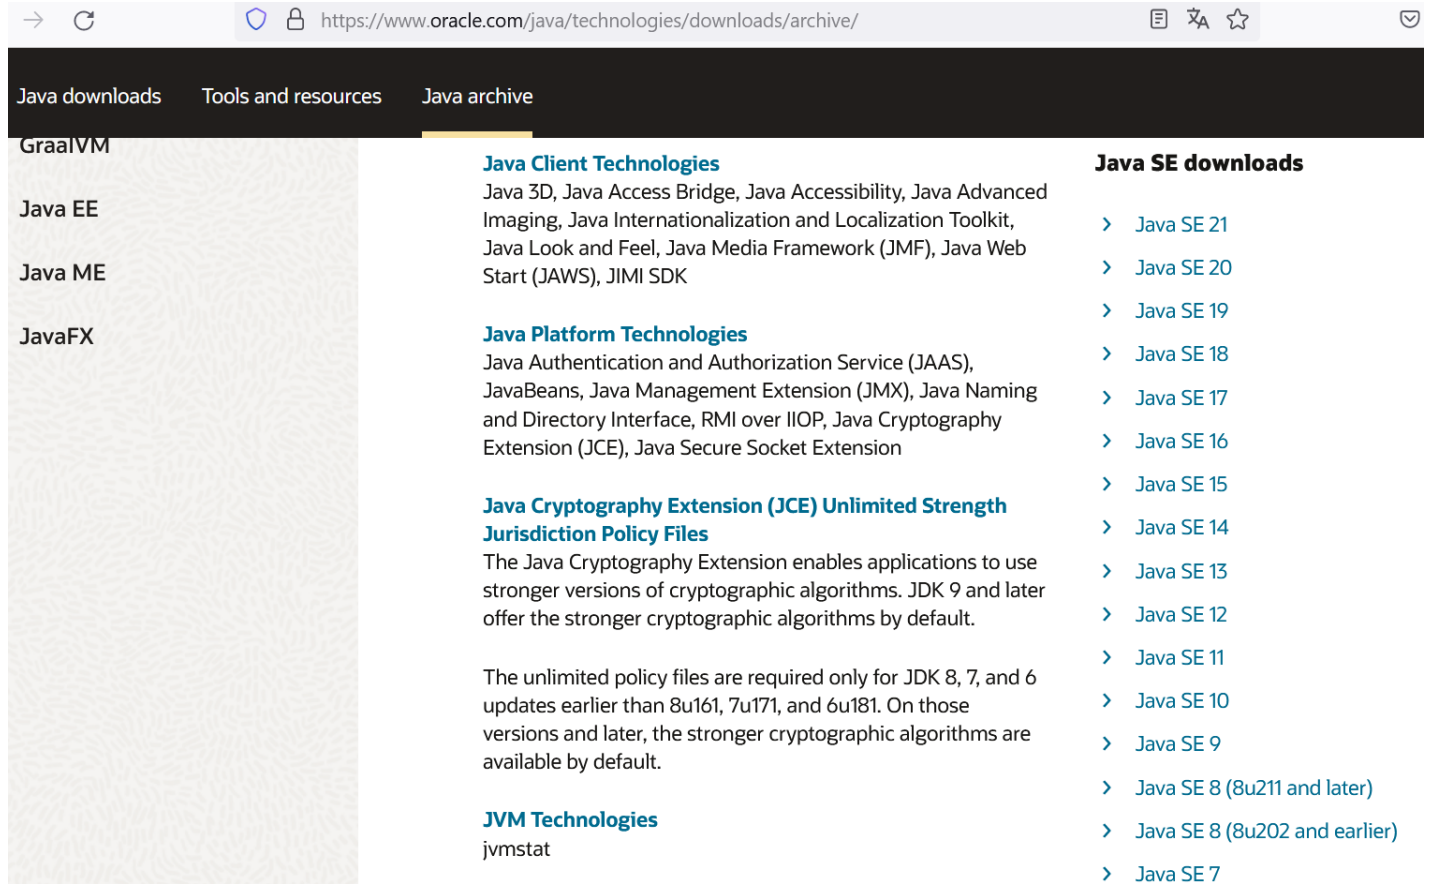 https://www.oracle.com/java/technologies/downloads/archive/
Java downloads
Tools and resources
Java archive
GraalVM
Java EE
Java ME
JavaFX
Java Client Technologies
Java 3D, Java Access Bridge, Java Accessibility, Java Advanced
Imaging, Java Internationalization and Localization Toolkit,
Java Look and Feel, Java Media Framework (JMF), Java Web
Start (JAWS), JIMI SDK
Java Platform Technologies
Java Authentication and Authorization Service (JAAS),
JavaBeans, Java Management Extension (JMX), Java Naming
and Directory Interface, RMI over IIOP, Java Cryptography
Extension (JCE), Java Secure Socket Extension
Java Cryptography Extension (JCE) Unlimited Strength
Jurisdiction Policy Files
The Java Cryptography Extension enables applications to use
stronger versions of cryptographic algorithms. JDK 9 and later
offer the stronger cryptographic algorithms by default.
The unlimited policy files are required only for JDK 8, 7, and 6
updates earlier than 8u161, 7u171, and 6u181. On those
versions and later, the stronger cryptographic algorithms are
available by default.
JVM Technologies
jvmstat
Java SE downloads
Java SE 21
Java SE 20
Java SE 19
Java SE 18
Java SE 17
Java SE 16
Java SE 15
Java SE 14
Java SE 13
Java SE 12
Java SE 11
Java SE 10
Java SE 9
Java SE 8 (8u211 and later)
Java SE 8 (8u202 and earlier)
Java SE 7